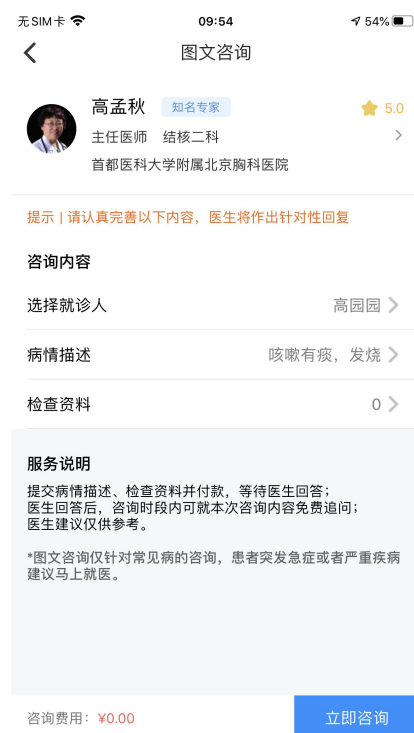 无SIM卡 09:54 54%
图文咨询
高孟秋 知名专家 5.0
主任医师 结核二科
首都医科大学附属北京胸科医院
提示 | 请认真完善以下内容，医生将作出针对性回复
咨询内容
选择就诊人 高园园
病情描述 咳嗽有痰，发烧
检查资料 0
服务说明
提交病情描述、检查资料并付款，等待医生回答；
医生回答后，咨询时段内可就本次咨询内容免费追问；
医生建议仅供参考。
*图文咨询仅针对常见病的咨询，患者突发急症或者严重疾病
建议马上就医。
咨询费用：¥0.00 立即咨询